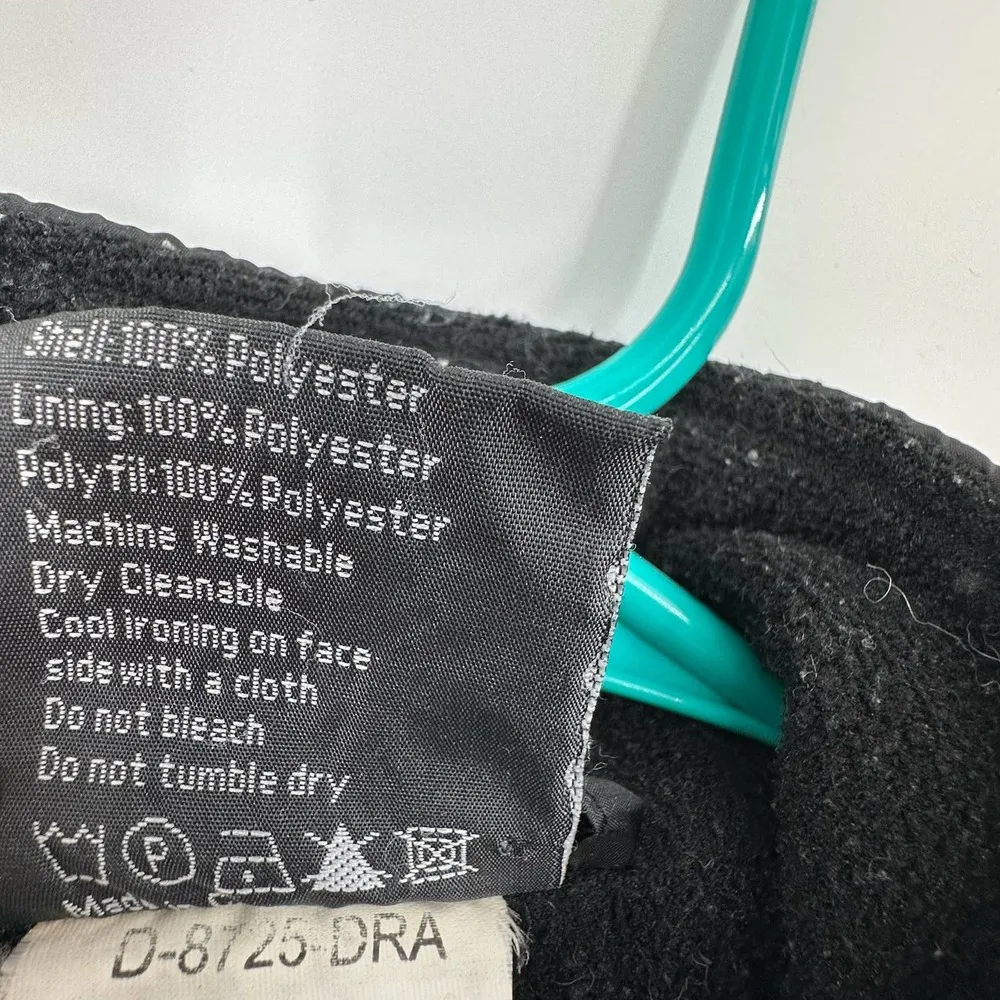 Shell: 100% Polyester
Lining: 100% Polyester
Polyfil: 100% Polyester
Machine Washable
Dry Cleanable
Cool ironing on face
side with a cloth
Do not bleach
Do not tumble dry
P
Made
D-8725-DRA